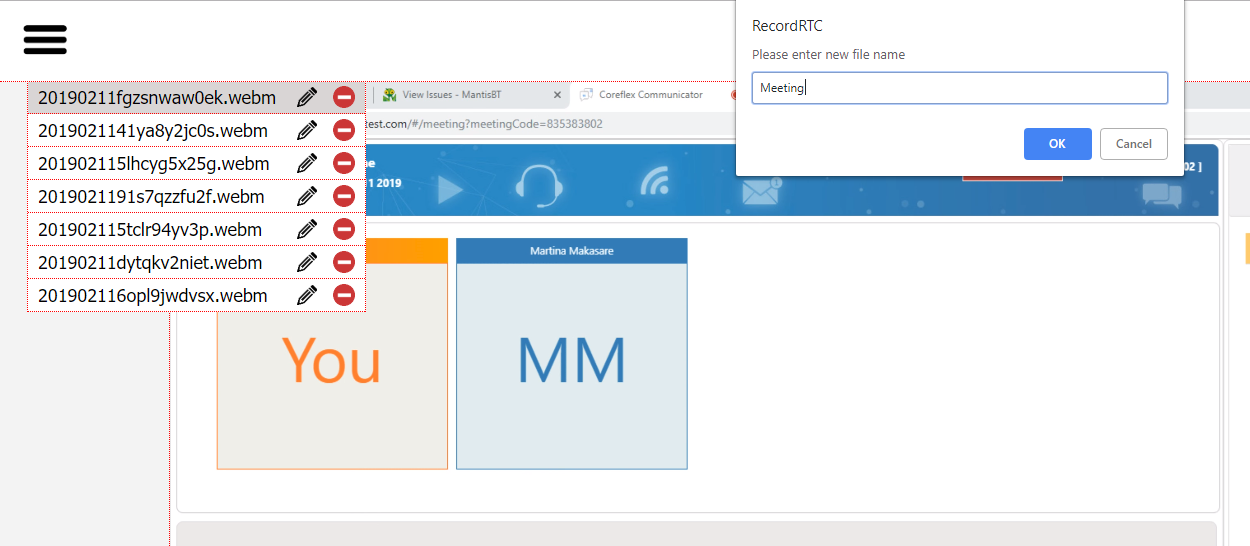 RecordRTC
Please enter new file name
Meeting
OK
Cancel
20190211fgzsnwaw0ek.webm
2019021141ya8y2jc0s.webm
201902115lhcyg5x25g.webm
2019021191s7qzzfu2f.webm
201902115tclr94yv3p.webm
20190211dytqkv2niet.webm
201902116opl9jwdvsx.webm
View Issues - MantisBT
Coreflex Communicator
test.com/#/meeting?meetingCode=835383802
1 2019
02 ]
1
Martina Makasare
You
MM